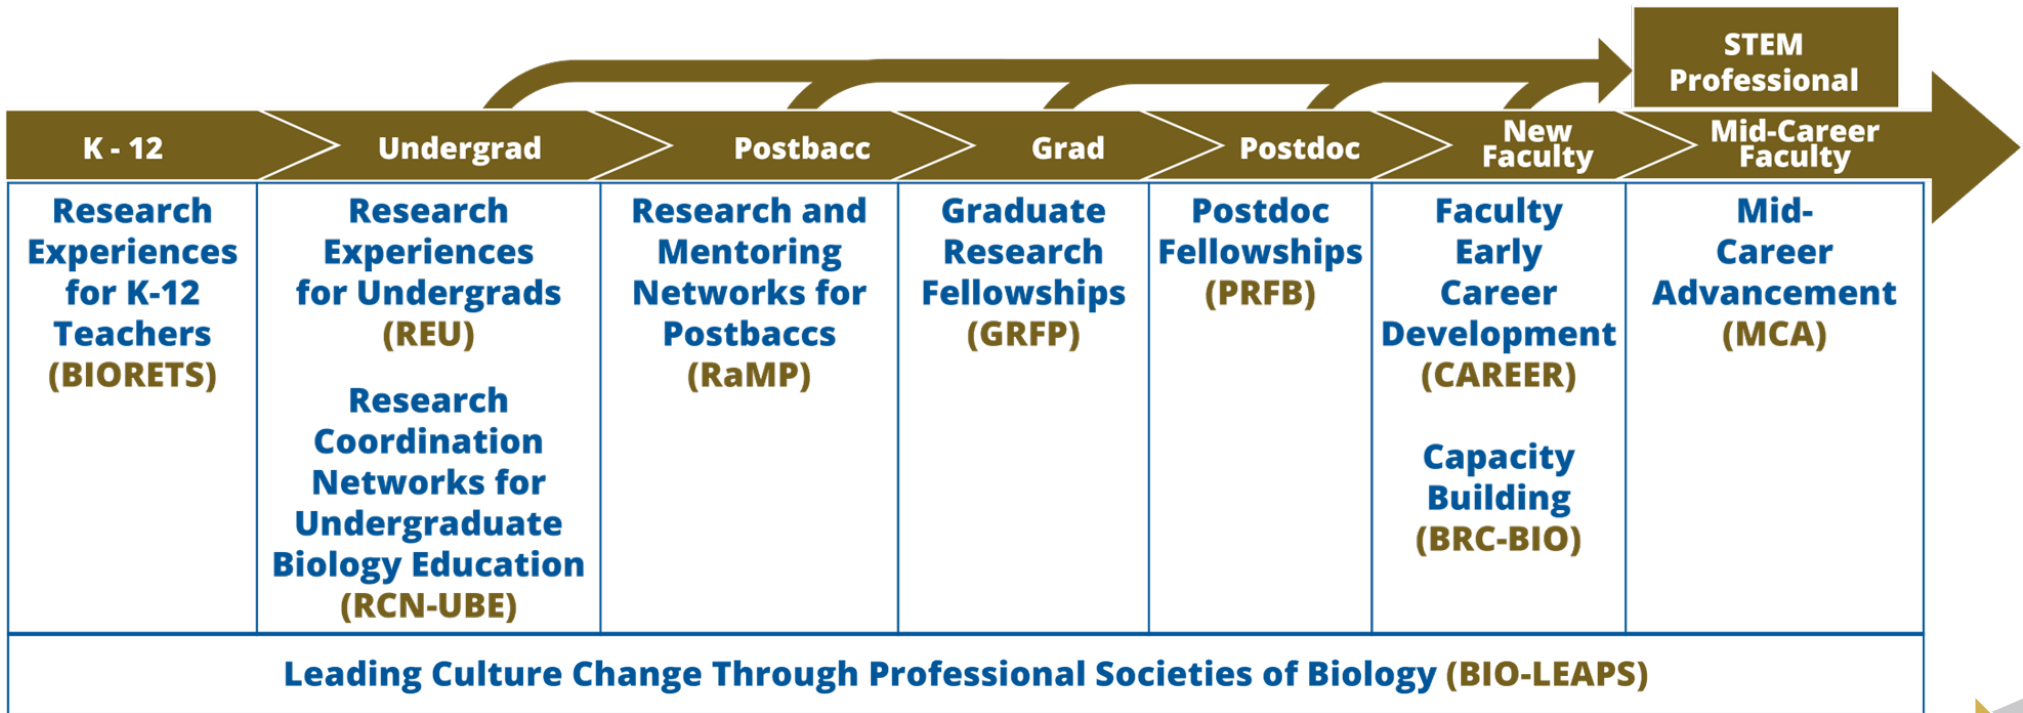 STEM
Professional
K - 12
Undergrad
Postbacc
Grad
Postdoc
New
Faculty
Mid-Career
Faculty
Research
Experiences
for K-12
Teachers
(BIORETS)
Research
Experiences
for Undergrads
(REU)
Research
Coordination
Networks for
Undergraduate
Biology Education
(RCN-UBE)
Research and
Mentoring
Networks for
Postbaccs
(RaMP)
Graduate
Research
Fellowships
(GRFP)
Postdoc
Fellowships
(PRFB)
Faculty
Early
Career
Development
(CAREER)
Capacity
Building
(BRC-BIO)
Mid-
Career
Advancement
(MCA)
Leading Culture Change Through Professional Societies of Biology (BIO-LEAPS)